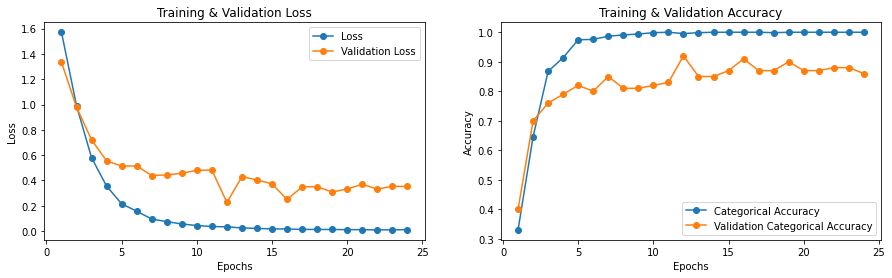 Training & Validation Loss
Loss
Validation Loss
1.6
1.4
1.2
1.0
0.8
0.6
0.4
0.2
0.0
Loss
0
5
10
15
20
25
Epochs
Training & Validation Accuracy
1.0
0.9
0.8
0.7
0.6
0.5
0.4
0.3
Accuracy
Categorical Accuracy
Validation Categorical Accuracy
0
5
10
15
20
25
Epochs